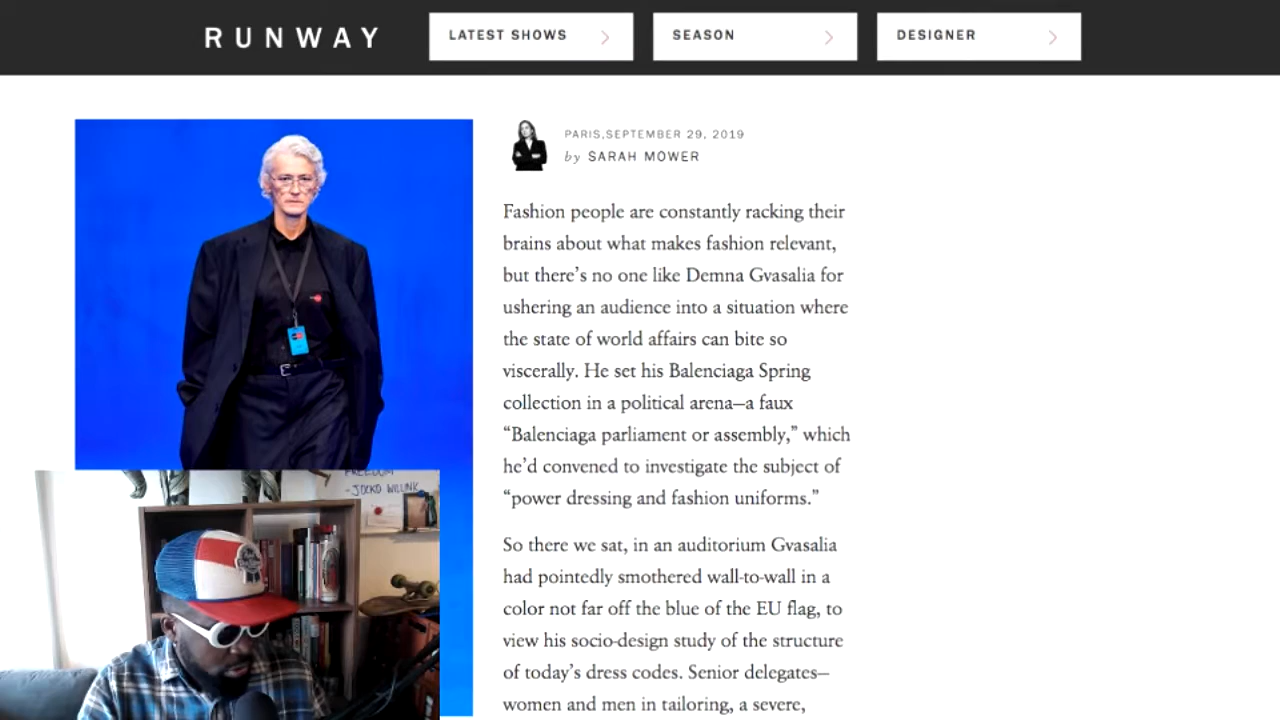 RUNWAY
LATEST SHOWS
SEASON
DESIGNER
PARIS,SEPTEMBER 29, 2019
by SARAH MOWER
Fashion people are constantly racking their
brains about what makes fashion relevant,
but there’s no one like Demna Gvasalia for
ushering an audience into a situation where
the state of world affairs can bite so
viscerally. He set his Balenciaga Spring
collection in a political arena—a faux
“Balenciaga parliament or assembly,” which
he’d convened to investigate the subject of
“power dressing and fashion uniforms.”
So there we sat, in an auditorium Gvasalia
had pointedly smothered wall-to-wall in a
color not far off the blue of the EU flag, to
view his socio-design study of the structure
of today’s dress codes. Senior delegates—
women and men in tailoring, a severe,
FREEDOM
-JOCKO WILLINK